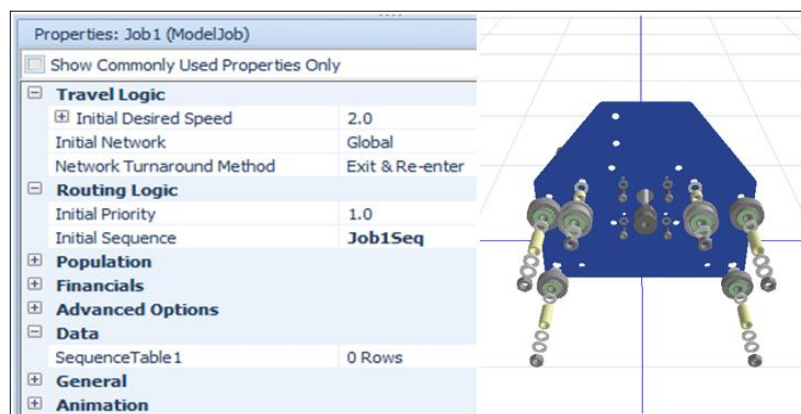 Properties: Job1 (ModelJob)
Show Commonly Used Properties Only
Travel Logic
Initial Desired Speed 2.0
Initial Network Global
Network Turnaround Method Exit & Re-enter
Routing Logic
Initial Priority 1.0
Initial Sequence Job1Seq
Population
Financials
Advanced Options
Data
SequenceTable1 0 Rows
General
Animation